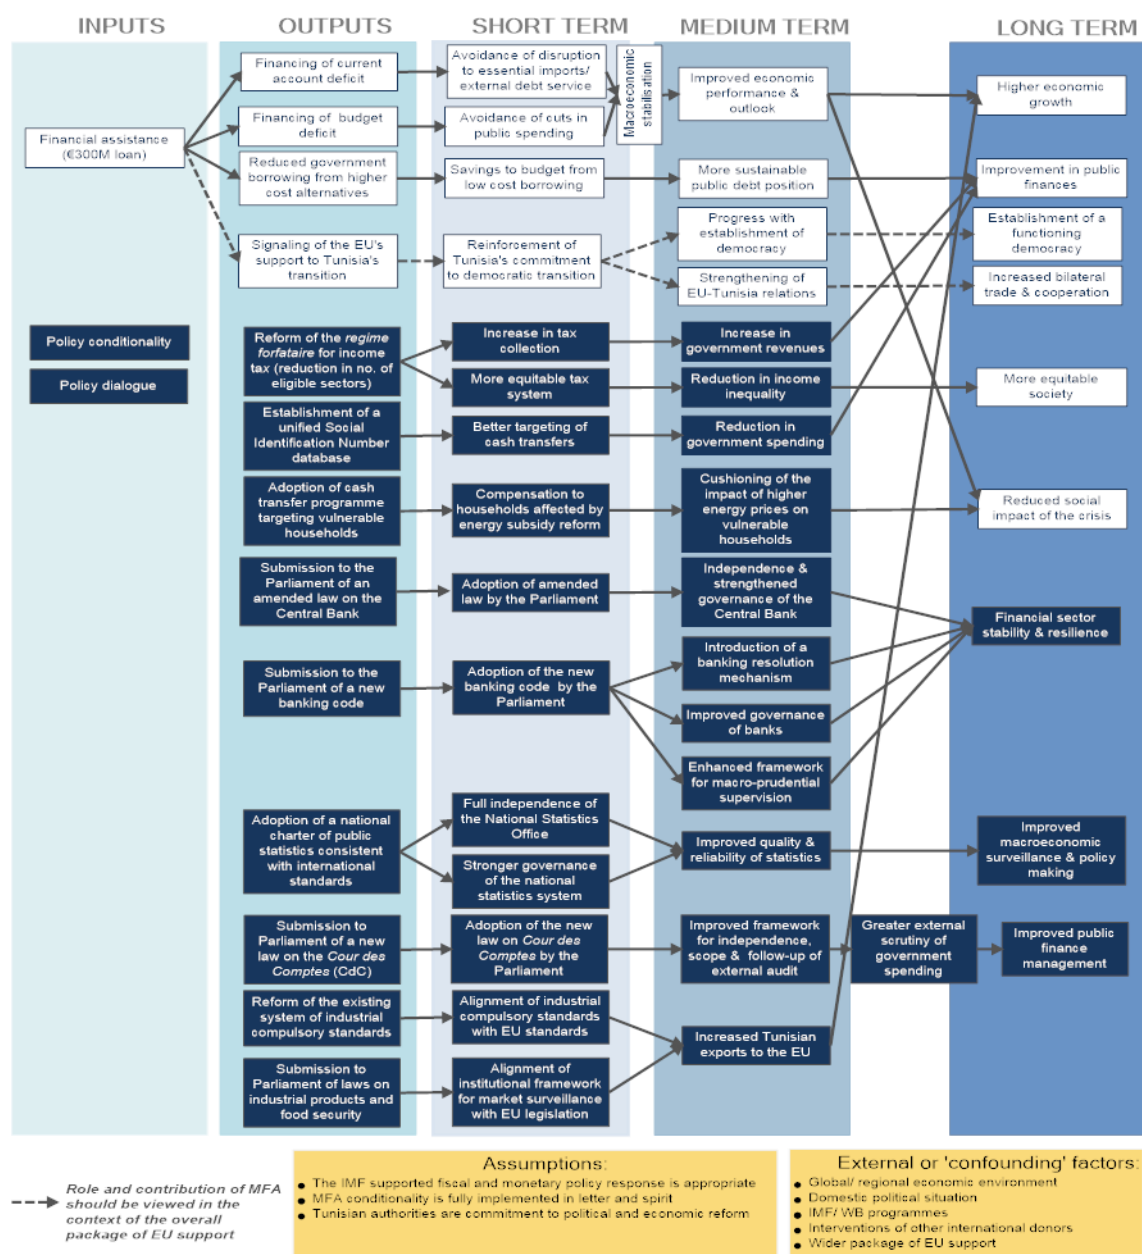 INPUTS
OUTPUTS
SHORT TERM
MEDIUM TERM
LONG TERM
Financial assistance
(€300M loan)
Policy conditionality
Policy dialogue
Financing of current
account deficit
Financing of budget
deficit
Reduced government
borrowing from higher
cost alternatives
Signaling of the EU's
support to Tunisia's
transition
Reform of the regime
forfataire for income
tax (reduction in no. of
eligible sectors)
Establishment of a
unified Social
Identification Number
database
Adoption of cash
transfer programme
targeting vulnerable
households
Submission to the
Parliament of an
amended law on the
Central Bank
Submission to the
Parliament of a new
banking code
Adoption of a national
charter of public
statistics consistent
with international
standards
Submission to
Parliament of a new
law on the Cour des
Comptes (CdC)
Reform of the existing
system of industrial
compulsory standards
Submission to
Parliament of laws on
industrial products and
food security
Avoidance of disruption
to essential imports/
external debt service
Avoidance of cuts in
public spending
Macroeconomic
stabilisation
Savings to budget from
low cost borrowing
Reinforcement of
Tunisia's commitment
to democratic transition
Increase in tax
collection
More equitable tax
system
Better targeting of
cash transfers
Compensation to
households affected by
energy subsidy reform
Adoption of amended
law by the Parliament
Adoption of the new
banking code by the
Parliament
Full independence of
the National Statistics
Office
Stronger governance
of the national
statistics system
Adoption of the new
law on Cour des
Comptes by the
Parliament
Alignment of industrial
compulsory standards
with EU standards
Alignment of
institutional framework
for market surveillance
with EU legislation
Improved economic
performance &
outlook
More sustainable
public debt position
Progress with
establishment of
democracy
Strengthening of
EU-Tunisia relations
Increase in
government revenues
Reduction in income
inequality
Reduction in
government spending
Cushioning of the
impact of higher
energy prices on
vulnerable
households
Independence &
strengthened
governance of the
Central Bank
Introduction of a
banking resolution
mechanism
Improved governance
of banks
Enhanced framework
for macro-prudential
supervision
Improved quality &
reliability of statistics
Improved framework
for independence,
scope & follow-up of
external audit
Greater external
scrutiny of
government
spending
Increased Tunisian
exports to the EU
Higher economic
growth
Improvement in public
finances
Establishment of a
functioning
democracy
Increased bilateral
trade & cooperation
More equitable
society
Reduced social
impact of the crisis
Financial sector
stability & resilience
Improved
macroeconomic
surveillance & policy
making
Improved public
finance
management
Role and contribution of MFA
should be viewed in the
context of the overall
package of EU support
Assumptions:
● The IMF supported fiscal and monetary policy response is appropriate
● MFA conditionality is fully implemented in letter and spirit
● Tunisian authorities are commitment to political and economic reform
External or 'confounding' factors:
● Global/ regional economic environment
● Domestic political situation
● IMF/ WB programmes
● Interventions of other international donors
● Wider package of EU support